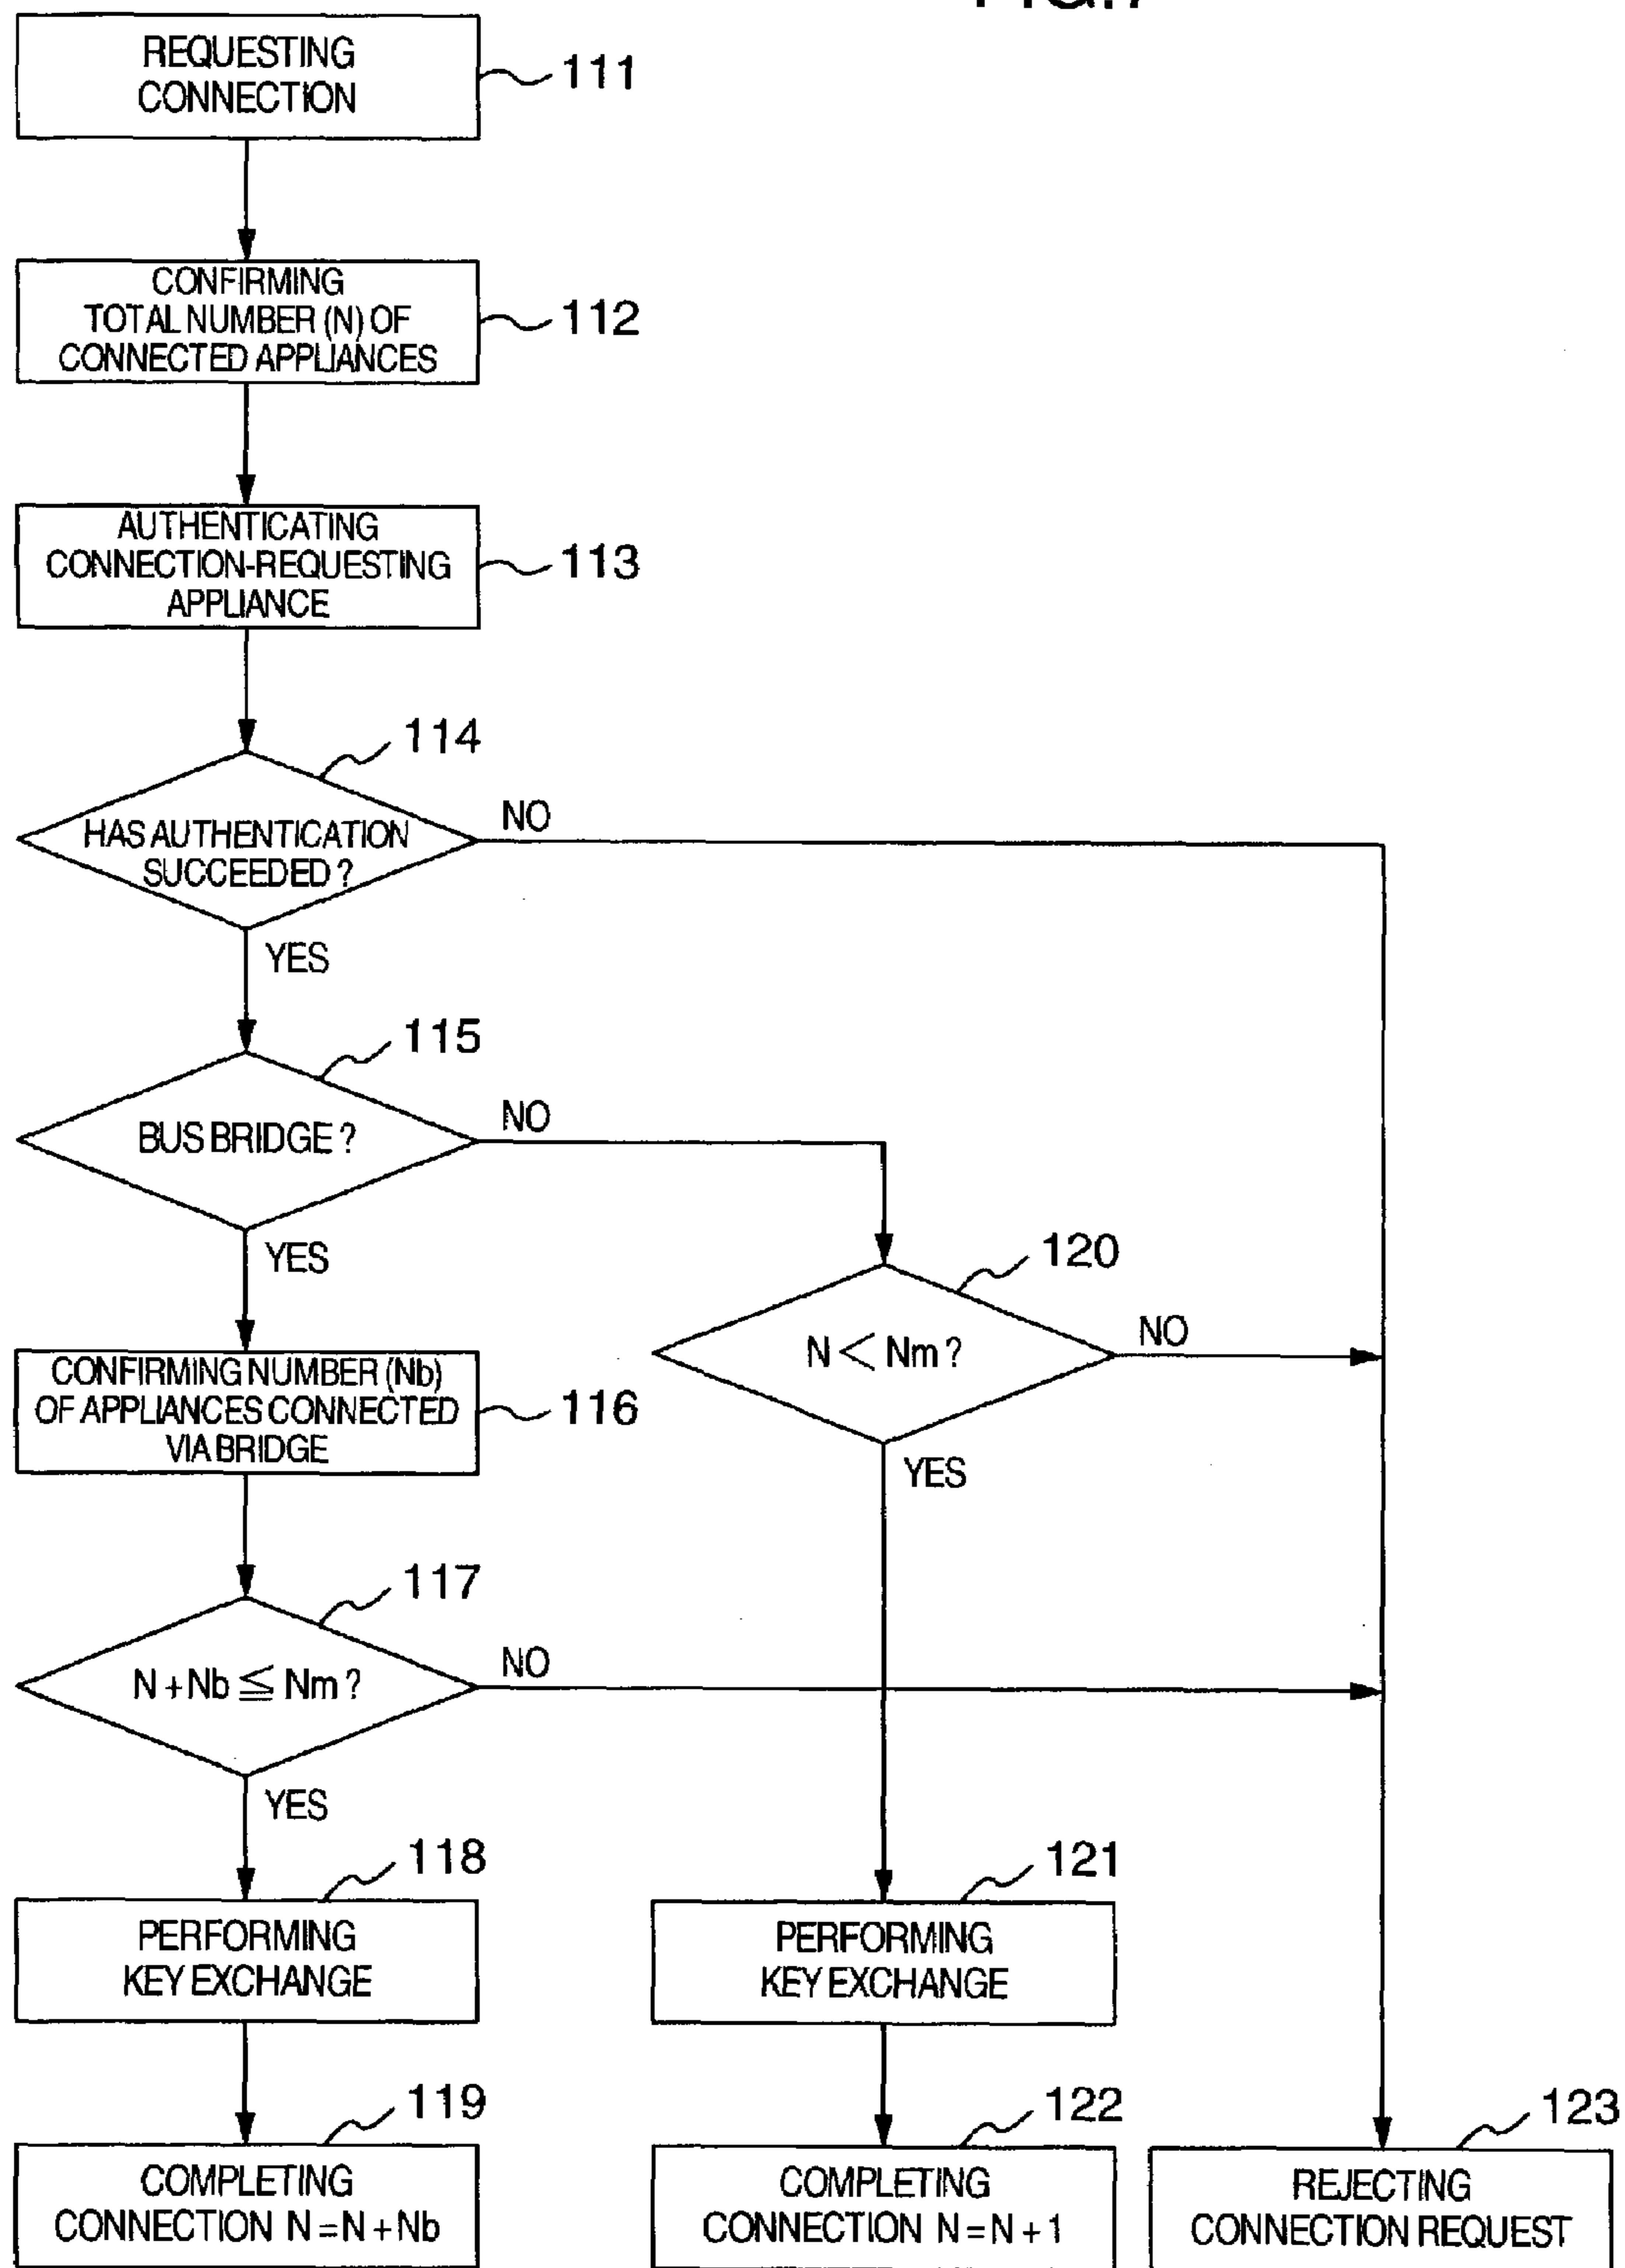 REQUESTING
CONNECTION
111
CONFIRMING
TOTAL NUMBER (N) OF
CONNECTED APPLIANCES
112
AUTHENTICATING
CONNECTION-REQUESTING
APPLIANCE
113
114
HAS AUTHENTICATION
SUCCEEDED?
NO
YES
115
BUS BRIDGE?
NO
YES
120
N < Nm?
NO
YES
CONFIRMING NUMBER (Nb)
OF APPLIANCES CONNECTED
VIA BRIDGE
116
117
N + Nb ≦ Nm?
NO
YES
118
PERFORMING
KEY EXCHANGE
121
PERFORMING
KEY EXCHANGE
119
COMPLETING
CONNECTION N = N + Nb
122
COMPLETING
CONNECTION N = N + 1
123
REJECTING
CONNECTION REQUEST